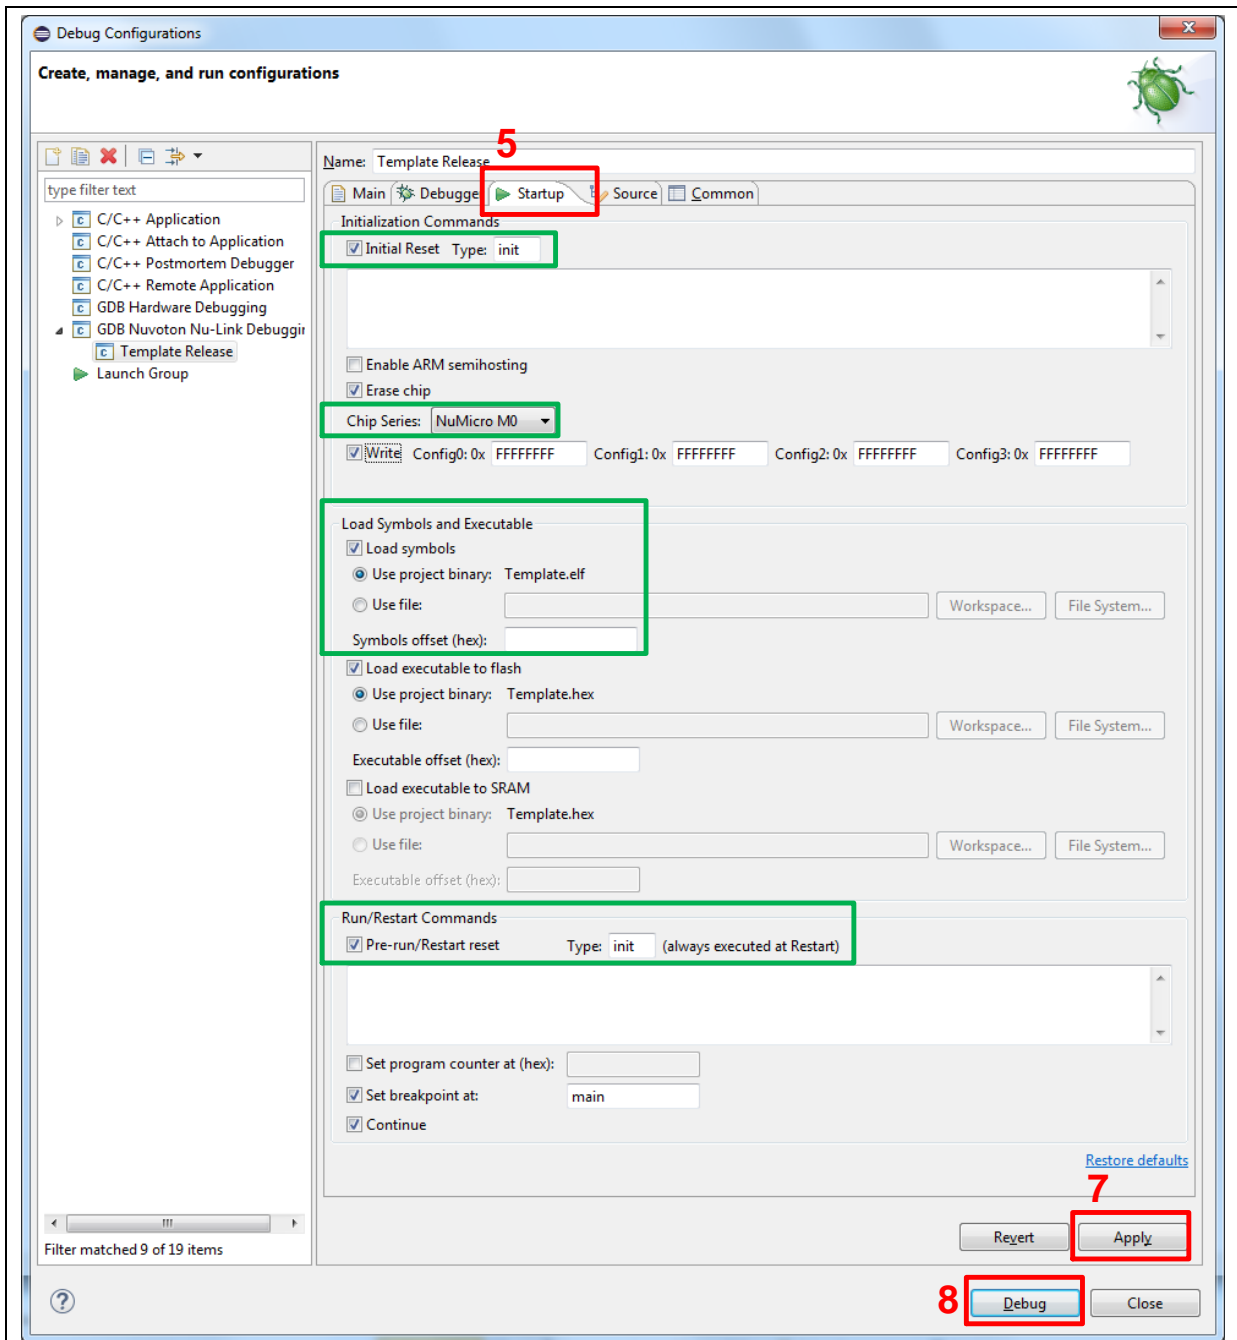 Debug Configurations
X
Create, manage, and run configurations
5
type filter text
C/C++ Application
C/C++ Attach to Application
C/C++ Postmortem Debugger
C/C++ Remote Application
GDB Hardware Debugging
GDB Nuvoton Nu-Link Debuggin
Template Release
Launch Group
Filter matched 9 of 19 items
Name: Template Release
Main Debugger Startup Source Common
Initialization Commands
Initial Reset Type: init
Enable ARM semihosting
Erase chip
Chip Series: NuMicro M0
Write Config0: 0x FFFFFFFF Config1: 0x FFFFFFFF Config2: 0x FFFFFFFF Config3: 0x FFFFFFFF
Load Symbols and Executable
Load symbols
Use project binary: Template.elf
Use file: Workspace... File System...
Symbols offset (hex):
Load executable to flash
Use project binary: Template.hex
Use file: Workspace... File System...
Executable offset (hex):
Load executable to SRAM
Use project binary: Template.hex
Use file: Workspace... File System...
Executable offset (hex):
Run/Restart Commands
Pre-run/Restart reset Type: init (always executed at Restart)
Set program counter at (hex):
Set breakpoint at: main
Continue
Restore defaults
7
Revert Apply
8 Debug Close